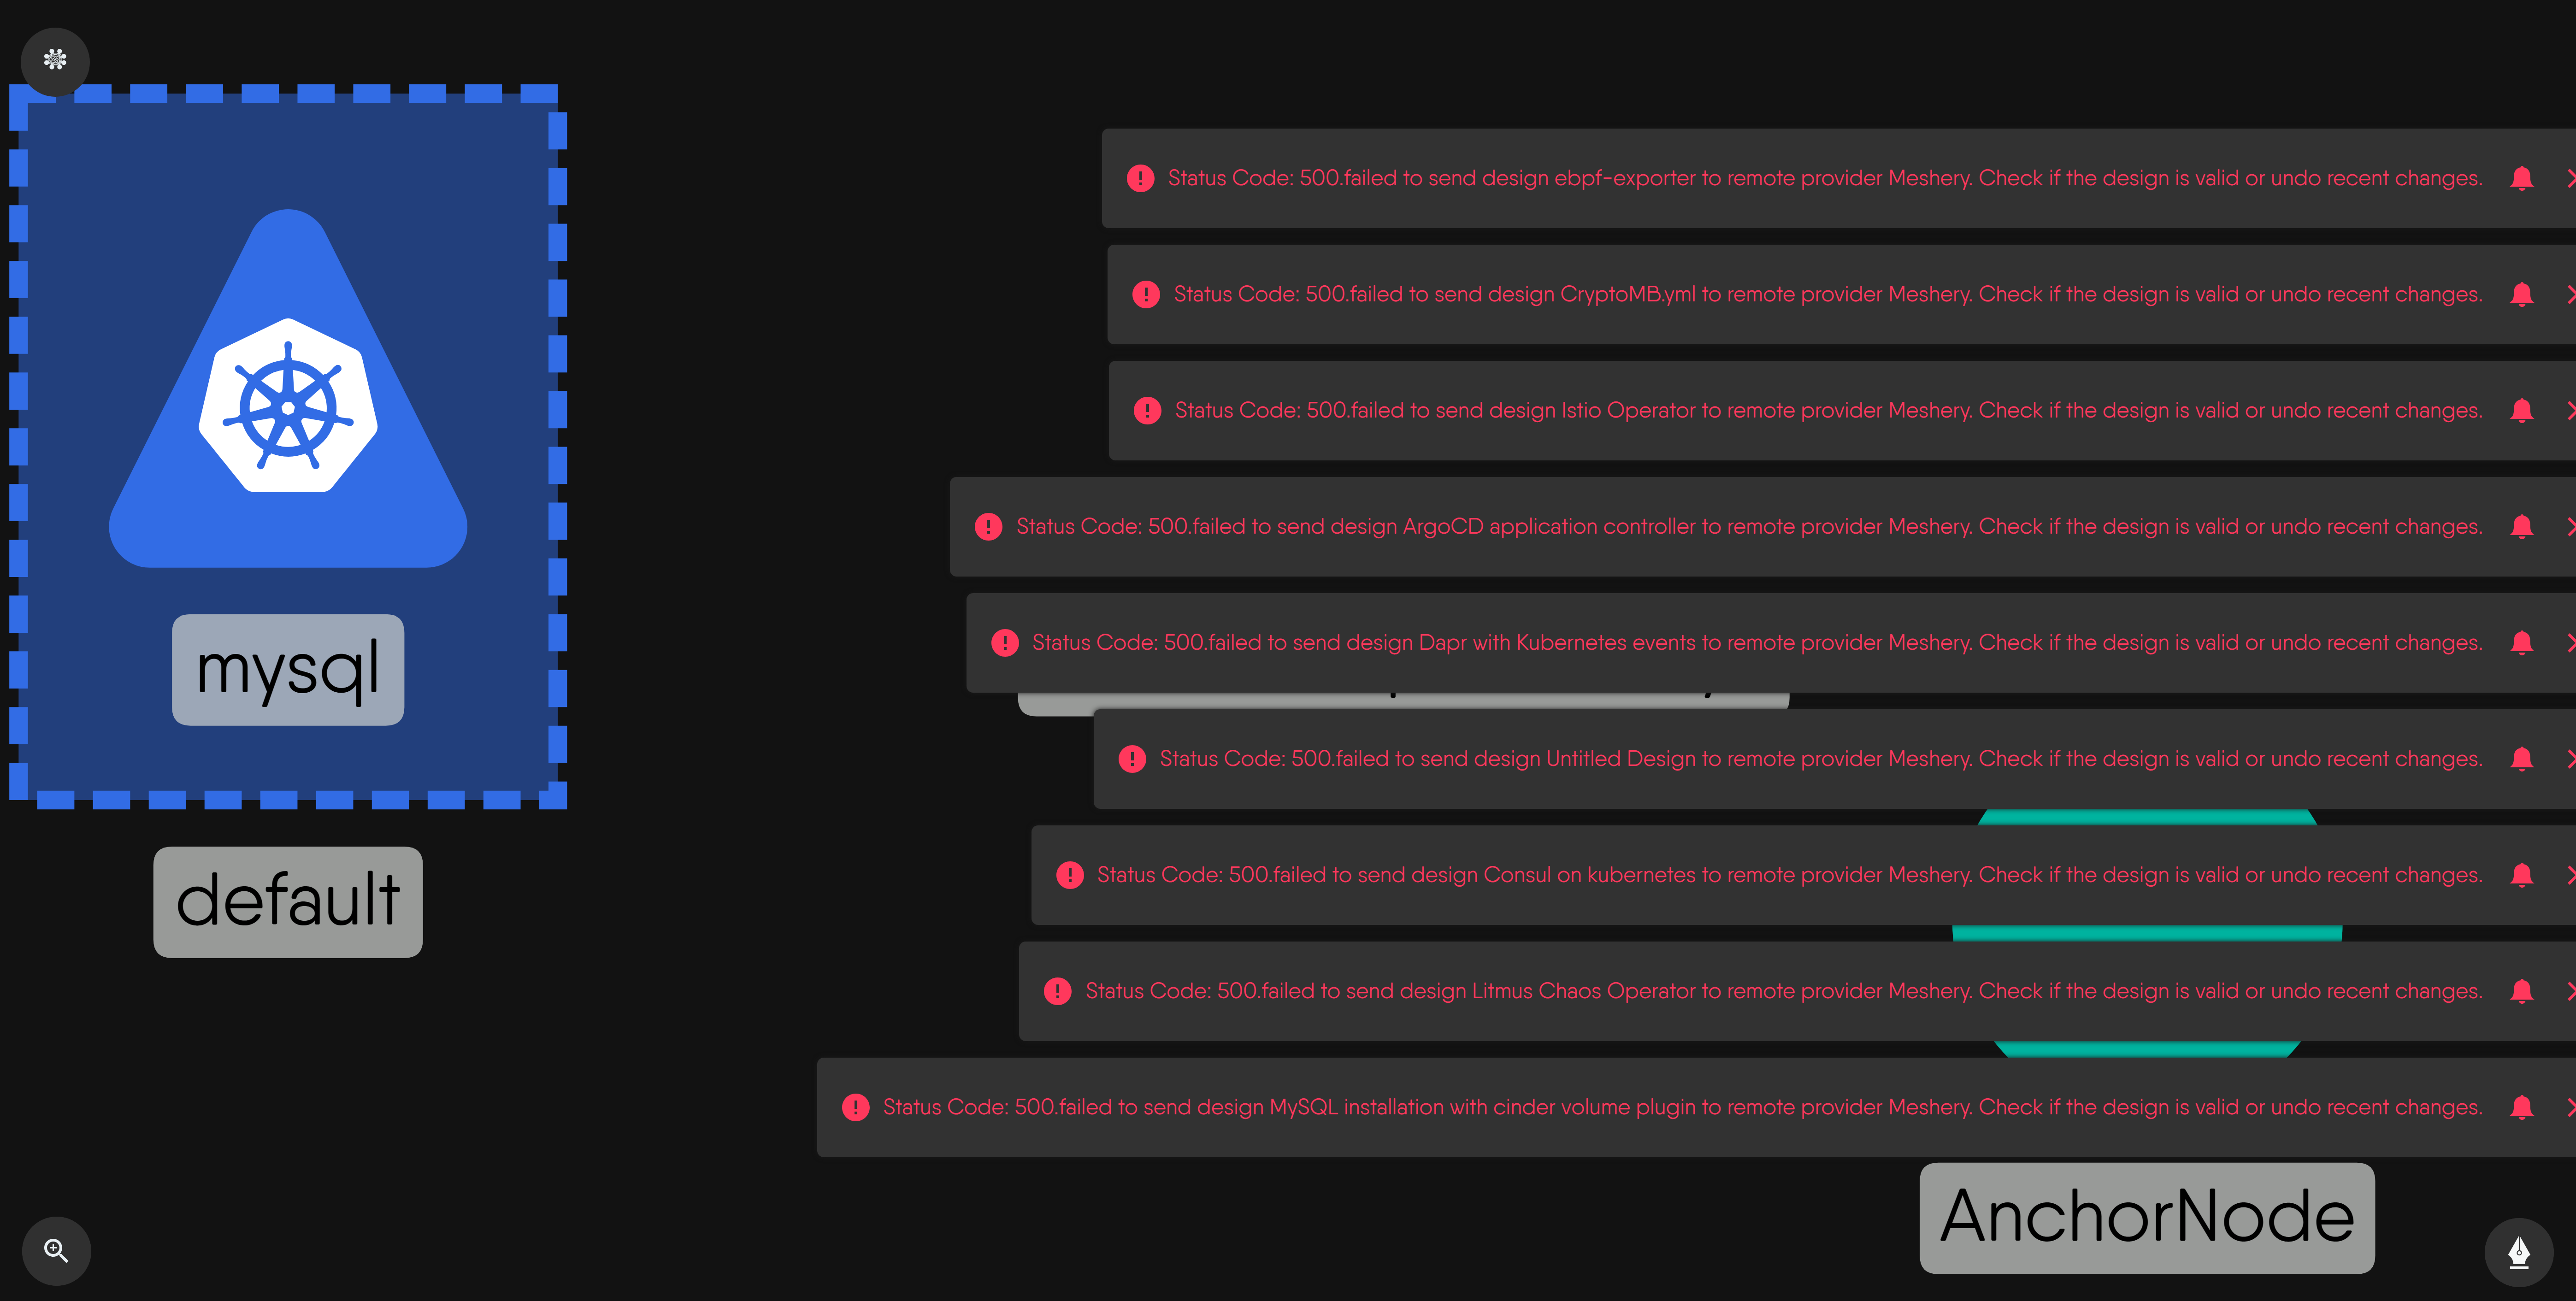 Status Code: 500.failed to send design ebpf-exporter to remote provider Meshery. Check if the design is valid or undo recent changes.
Status Code: 500.failed to send design CryptoMB.yml to remote provider Meshery. Check if the design is valid or undo recent changes.
Status Code: 500.failed to send design Istio Operator to remote provider Meshery. Check if the design is valid or undo recent changes.
Status Code: 500.failed to send design ArgoCD application controller to remote provider Meshery. Check if the design is valid or undo recent changes.
Status Code: 500.failed to send design Dapr with Kubernetes events to remote provider Meshery. Check if the design is valid or undo recent changes.
mysql
Status Code: 500.failed to send design Untitled Design to remote provider Meshery. Check if the design is valid or undo recent changes.
Status Code: 500.failed to send design Consul on kubernetes to remote provider Meshery. Check if the design is valid or undo recent changes.
default
Status Code: 500.failed to send design Litmus Chaos Operator to remote provider Meshery. Check if the design is valid or undo recent changes.
Status Code: 500.failed to send design MySQL installation with cinder volume plugin to remote provider Meshery. Check if the design is valid or undo recent changes.
AnchorNode